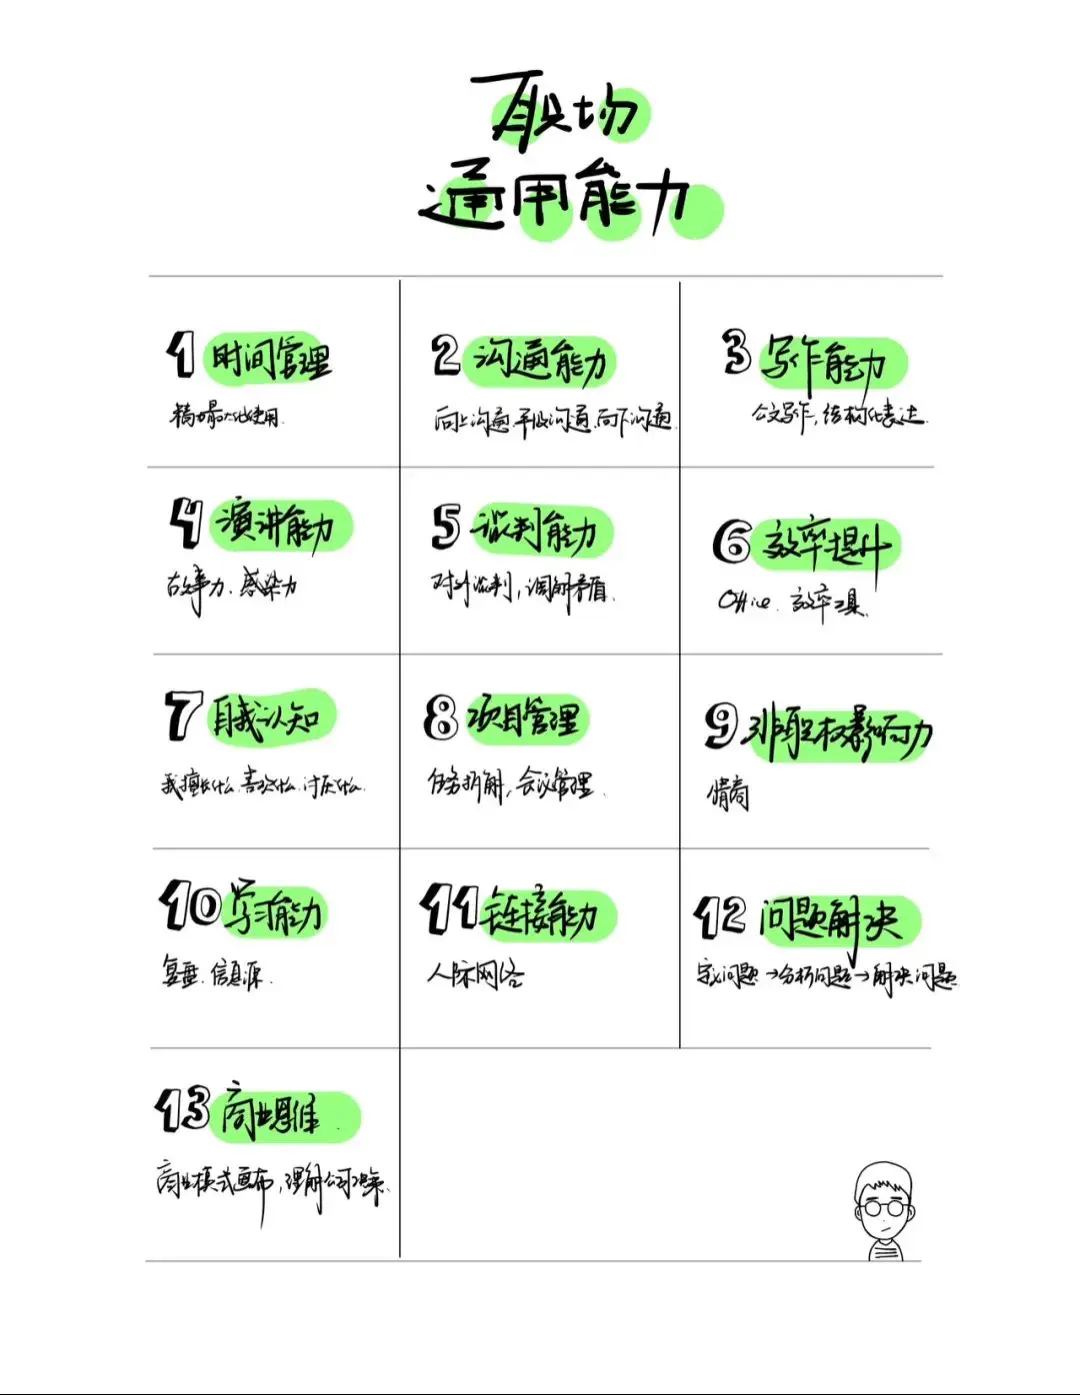 职场
通用能力
1 时间管理
精力最大化使用.
2 沟通能力
向上沟通.平级沟通.向下沟通.
3 写作能力
公文写作,结构化表达.
4 演讲能力
故事力.感染力
5 谈判能力
对外谈判,调解矛盾.
6 效率提升
Office. 效率工具.
7 自我认知
我擅长什么.喜欢什么.讨厌什么.
8 项目管理
任务拆解,会议管理.
9 非职权影响力
情商
10 学习能力
复盘.信息源.
11 链接能力
人际网络
12 问题解决
定义问题→分析问题→解决问题
13 商业思维.
商业模式画布,理解公司决策.